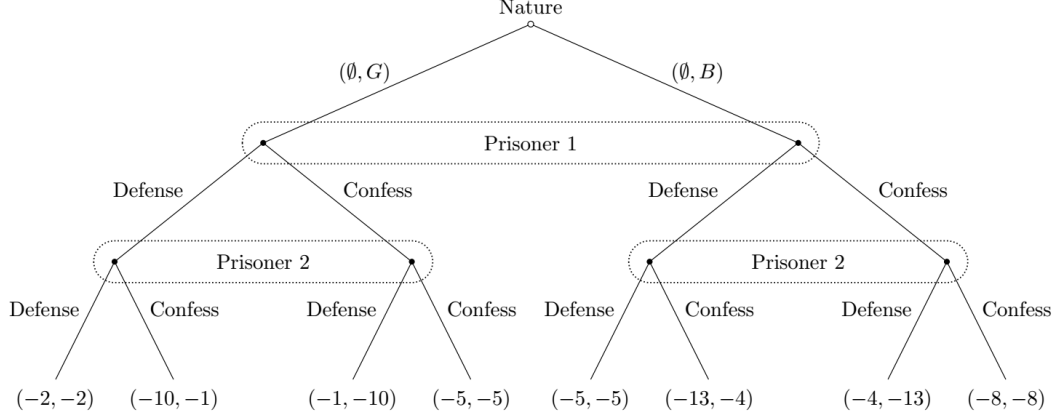 Nature
(∅, G) (∅, B)
Prisoner 1
Defense Confess Defense Confess
Prisoner 2 Prisoner 2
Defense Confess Defense Confess Defense Confess Defense Confess
(−2, −2) (−10, −1) (−1, −10) (−5, −5) (−5, −5) (−13, −4) (−4, −13) (−8, −8)